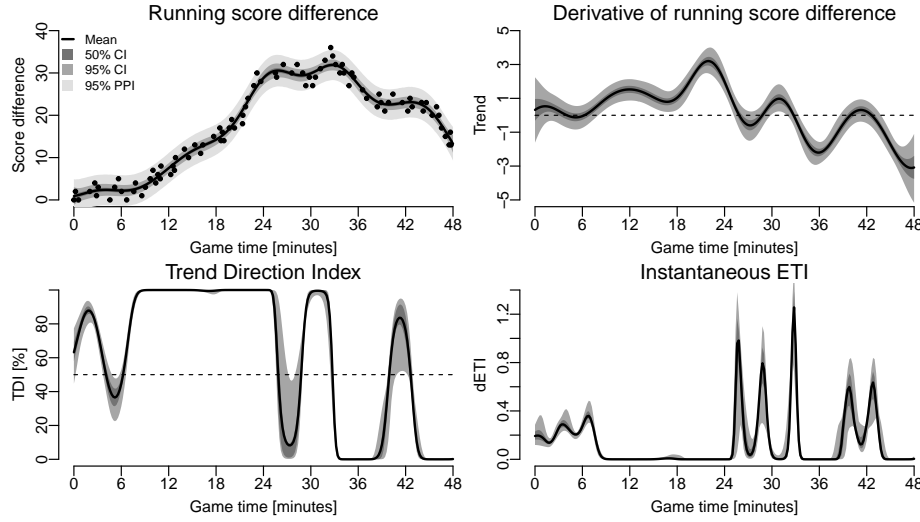 Running score difference
Mean
50% CI
95% CI
95% PPI
Score difference
0 10 20 30 40
0 6 12 18 24 30 36 42 48
Game time [minutes]
Derivative of running score difference
Trend
−5 −3 −1 1 3 5
0 6 12 18 24 30 36 42 48
Game time [minutes]
Trend Direction Index
TDI [%]
0 20 40 60 80
0 6 12 18 24 30 36 42 48
Game time [minutes]
Instantaneous ETI
dETI
0.0 0.4 0.8 1.2
0 6 12 18 24 30 36 42 48
Game time [minutes]